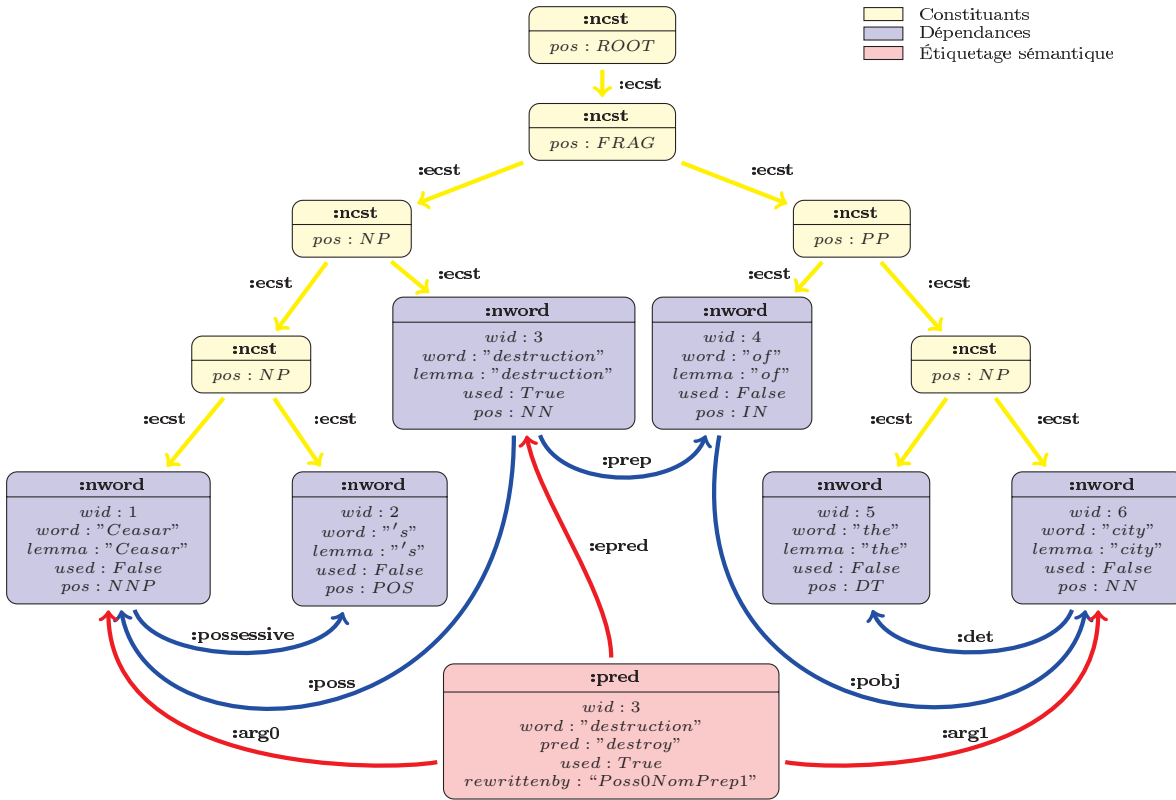 :ncst
pos : ROOT
Constituants
Dépendances
Étiquetage sémantique
:ecst
:ncst
pos : FRAG
:ecst
:ecst
:ncst
pos : NP
:ncst
pos : PP
:ecst
:ecst
:ecst
:ecst
:nword
wid : 3
word : "destruction"
lemma : "destruction"
used : True
pos : NN
:nword
wid : 4
word : "of"
lemma : "of"
used : False
pos : IN
:ncst
pos : NP
:ncst
pos : NP
:ecst
:ecst
:ecst
:ecst
:prep
:nword
wid : 1
word : "Ceasar"
lemma : "Ceasar"
used : False
pos : NNP
:nword
wid : 2
word : "'s"
lemma : "'s"
used : False
pos : POS
:epred
:nword
wid : 5
word : "the"
lemma : "the"
used : False
pos : DT
:nword
wid : 6
word : "city"
lemma : "city"
used : False
pos : NN
:possessive
:det
:poss
:pobj
:arg0
:arg1
:pred
wid : 3
word : "destruction"
pred : "destroy"
used : True
rewrittenby : “Poss0NomPrep1”